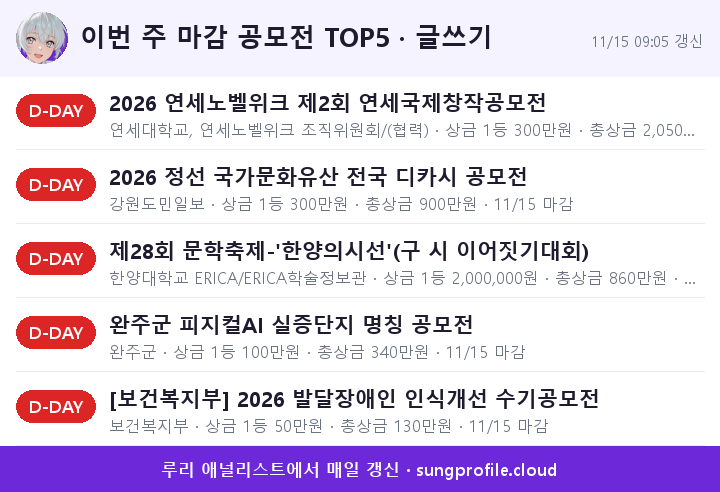 이번 주 마감 공모전 TOP5 · 글쓰기
11/15 09:05 갱신
D-DAY
2026 연세노벨위크 제2회 연세국제창작공모전
연세대학교, 연세노벨위크 조직위원회/(협력) · 상금 1등 300만원 · 총상금 2,050...
D-DAY
2026 정선 국가문화유산 전국 디카시 공모전
강원도민일보 · 상금 1등 300만원 · 총상금 900만원 · 11/15 마감
D-DAY
제28회 문학축제-'한양의시선'(구 시 이어짓기대회)
한양대학교 ERICA/ERICA학술정보관 · 상금 1등 2,000,000원 · 총상금 860만원 · ...
D-DAY
완주군 피지컬AI 실증단지 명칭 공모전
완주군 · 상금 1등 100만원 · 총상금 340만원 · 11/15 마감
D-DAY
[보건복지부] 2026 발달장애인 인식개선 수기공모전
보건복지부 · 상금 1등 50만원 · 총상금 130만원 · 11/15 마감
루리 애널리스트에서 매일 갱신 · sungprofile.cloud